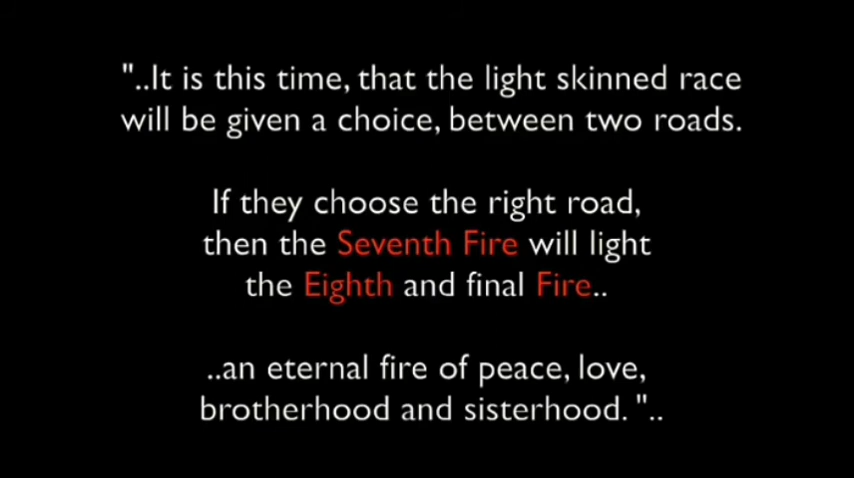 "..It is this time, that the light skinned race
will be given a choice, between two roads.
If they choose the right road,
then the Seventh Fire will light
the Eighth and final Fire..
..an eternal fire of peace, love,
brotherhood and sisterhood. "..